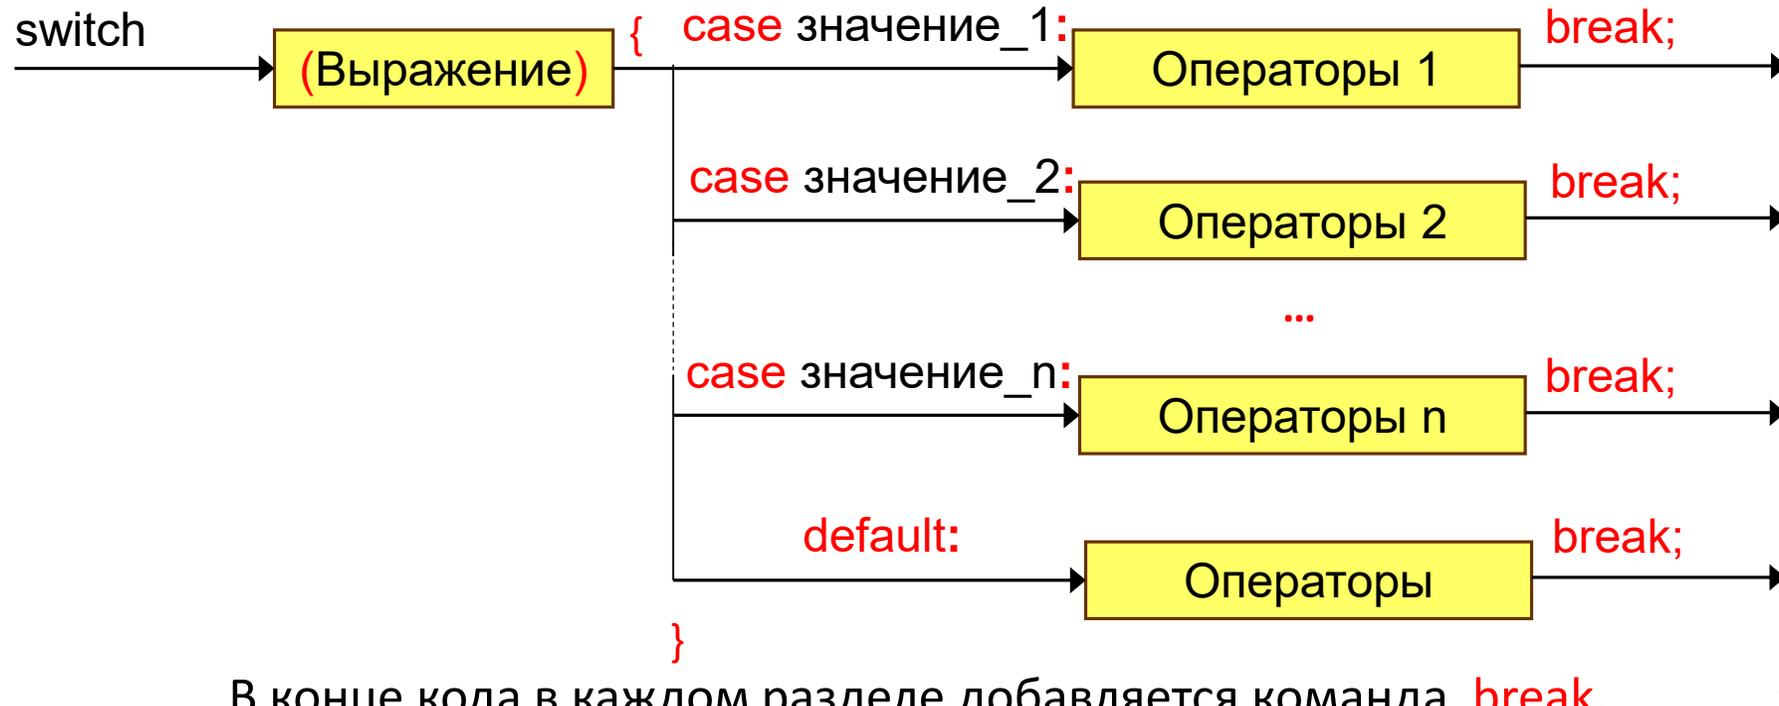 switch
(Выражение) { case значение_1: Операторы 1 break;
case значение_2: Операторы 2 break;
...
case значение_n: Операторы n break;
default: Операторы break;
}
В конце кода в каждом разделе добавляется команда break